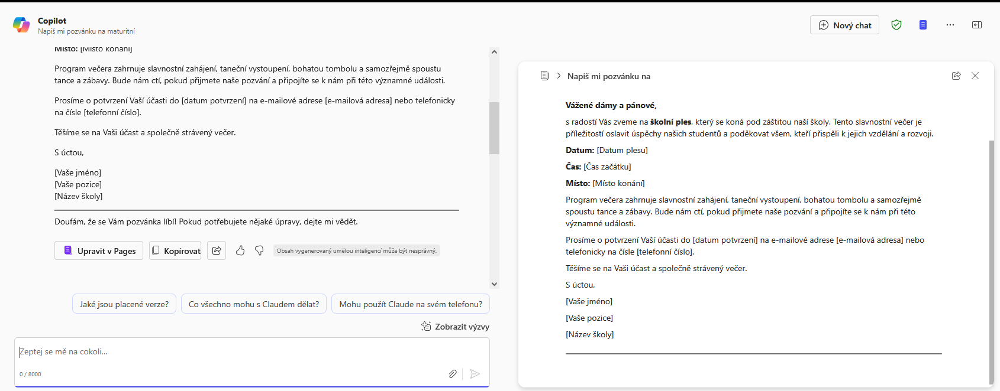 Copilot
Napiš mi pozvánku na maturitní
Nový chat
Místo: [Místo konání]
Program večera zahrnuje slavnostní zahájení, taneční vystoupení, bohatou tombolu a samozřejmě spoustu
tance a zábavy. Bude nám ctí, pokud přijmete naše pozvání a připojíte se k nám při této významné události.
Prosíme o potvrzení Vaší účasti do [datum potvrzení] na e-mailové adrese [e-mailová adresa] nebo telefonicky
na čísle [telefonní číslo].
Těšíme se na Vaši účast a společně strávený večer.
S úctou,
[Vaše jméno]
[Vaše pozice]
[Název školy]
Doufám, že se Vám pozvánka líbí! Pokud potřebujete nějaké úpravy, dejte mi vědět.
Upravit v Pages
Kopírovat
Obsah vygenerovaný umělou inteligencí může být nesprávný.
Jaké jsou placené verze?
Co všechno mohu s Claudem dělat?
Mohu použít Claude na svém telefonu?
Zobrazit výzvy
Zeptej se mě na cokoli...
0 / 8000
Napiš mi pozvánku na
Vážené dámy a pánové,
s radostí Vás zveme na školní ples, který se koná pod záštitou naší školy. Tento slavnostní večer je
příležitostí oslavit úspěchy našich studentů a poděkovat všem, kteří přispěli k jejich vzdělání a rozvoji.
Datum: [Datum plesu]
Čas: [Čas začátku]
Místo: [Místo konání]
Program večera zahrnuje slavnostní zahájení, taneční vystoupení, bohatou tombolu a samozřejmě
spoustu tance a zábavy. Bude nám ctí, pokud přijmete naše pozvání a připojíte se k nám při této
významné události.
Prosíme o potvrzení Vaší účasti do [datum potvrzení] na e-mailové adrese [e-mailová adresa] nebo
telefonicky na čísle [telefonní číslo].
Těšíme se na Vaši účast a společně strávený večer.
S úctou,
[Vaše jméno]
[Vaše pozice]
[Název školy]